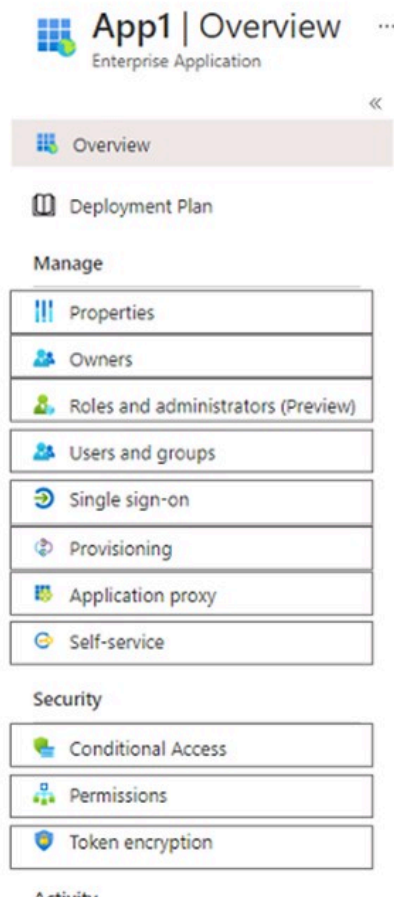 App1 | Overview ...
Enterprise Application
«
Overview
Deployment Plan
Manage
Properties
Owners
Roles and administrators (Preview)
Users and groups
Single sign-on
Provisioning
Application proxy
Self-service
Security
Conditional Access
Permissions
Token encryption
Activity